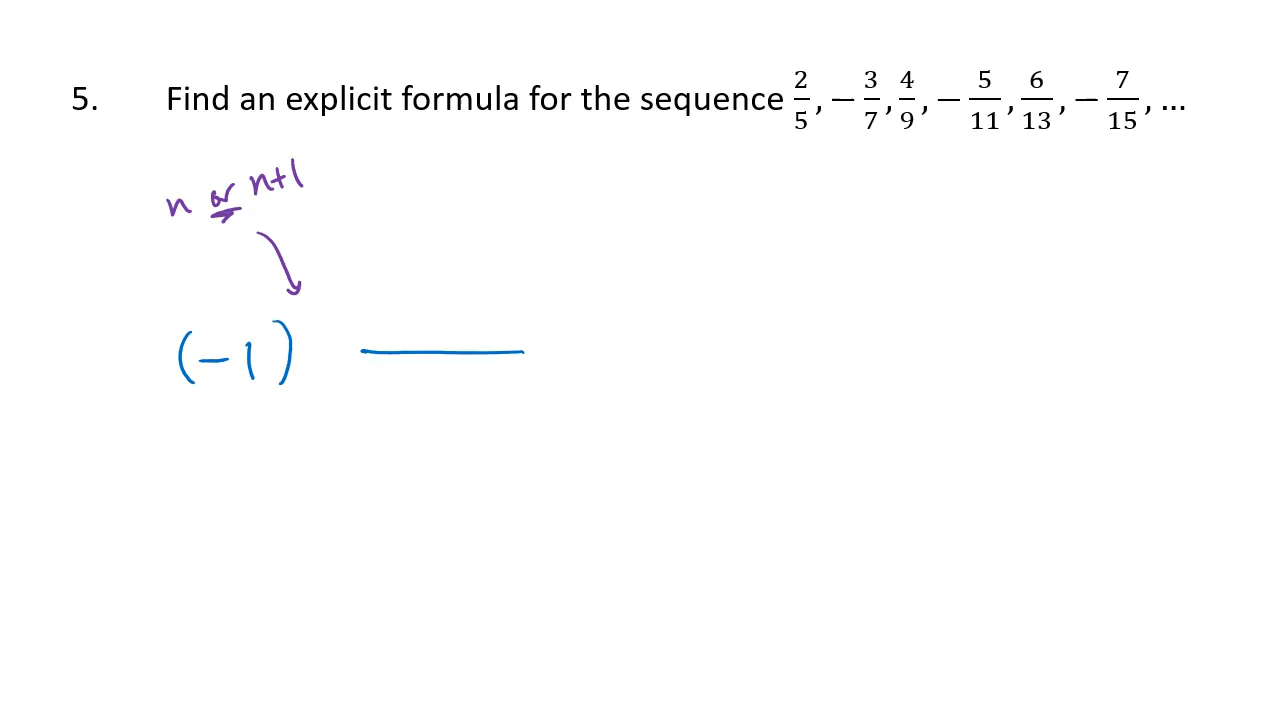 5. Find an explicit formula for the sequence 2/5, −3/7, 4/9, −5/11, 6/13, −7/15, ...
n or n+1
(-1)